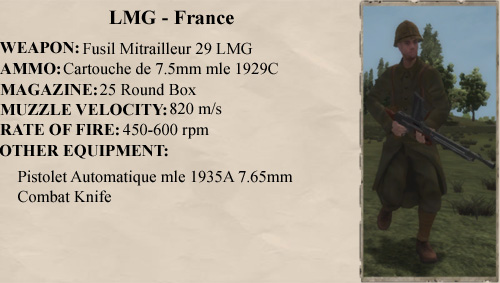 LMG - France
WEAPON: Fusil Mitrailleur 29 LMG
AMMO: Cartouche de 7.5mm mle 1929C
MAGAZINE: 25 Round Box
MUZZLE VELOCITY: 820 m/s
RATE OF FIRE: 450-600 rpm
OTHER EQUIPMENT:
Pistolet Automatique mle 1935A 7.65mm
Combat Knife